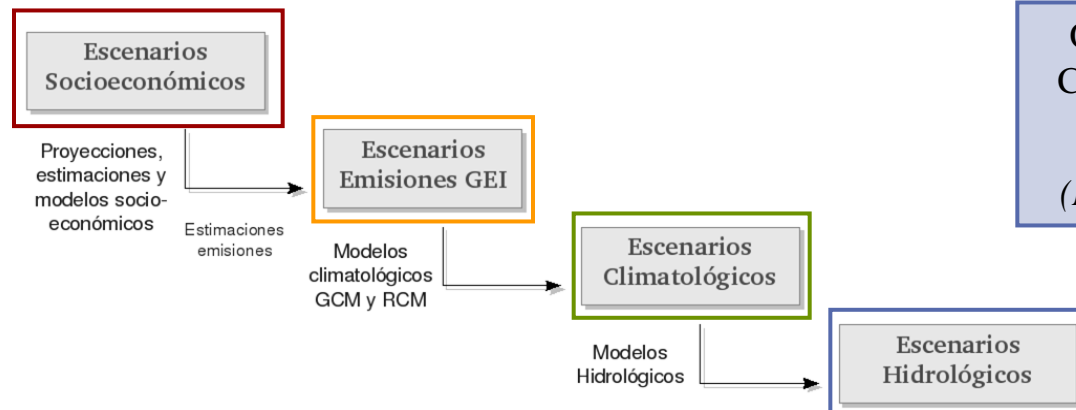 Escenarios
Socioeconómicos
Proyecciones,
estimaciones y
modelos socio-
económicos
Estimaciones
emisiones
Escenarios
Emisiones GEI
Modelos
climatológicos
GCM y RCM
Escenarios
Climatológicos
Modelos
Hidrológicos
Escenarios
Hidrológicos